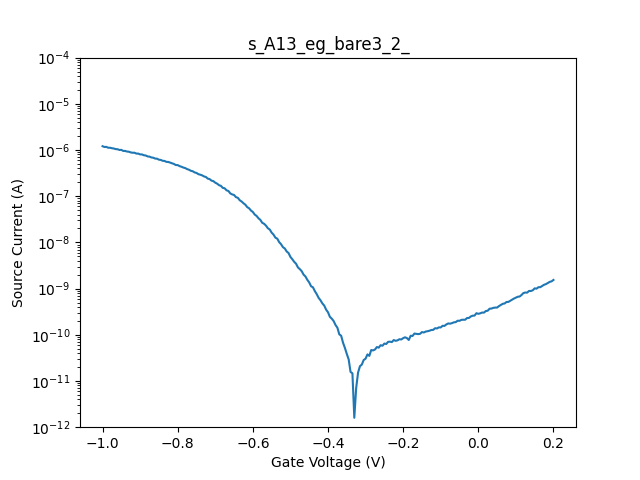 s_A13_eg_bare3_2_
10⁻⁴
10⁻⁵
10⁻⁶
10⁻⁷
10⁻⁸
10⁻⁹
10⁻¹⁰
10⁻¹¹
10⁻¹²
Source Current (A)
−1.0 −0.8 −0.6 −0.4 −0.2 0.0 0.2
Gate Voltage (V)